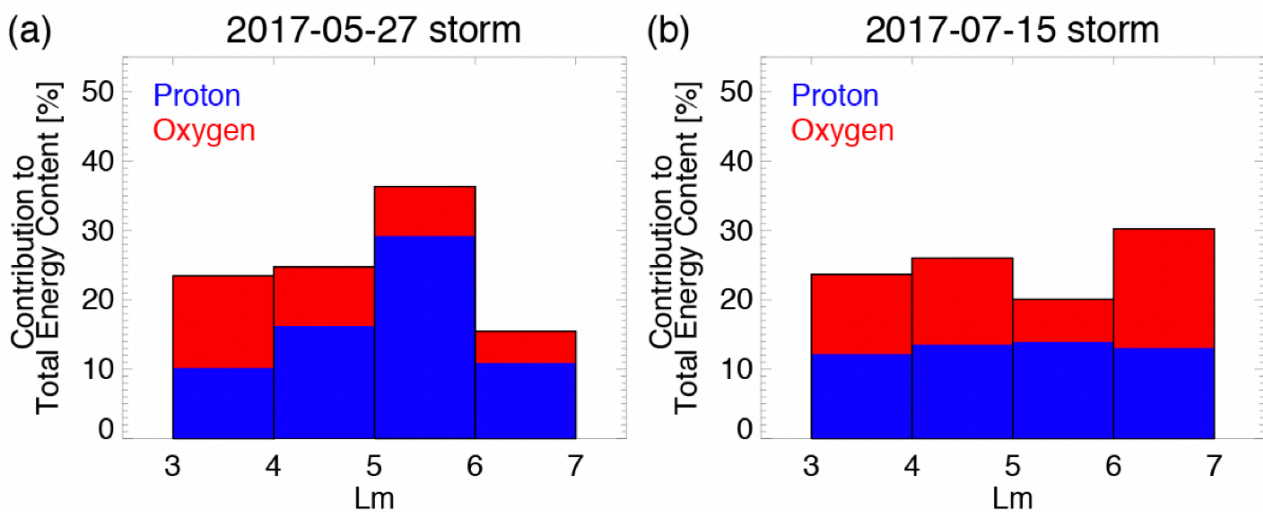 (a) 2017-05-27 storm
Contribution to
Total Energy Content [%]
50
40
30
20
10
0
Proton
Oxygen
3 4 5 6 7
Lm
(b) 2017-07-15 storm
Contribution to
Total Energy Content [%]
50
40
30
20
10
0
Proton
Oxygen
3 4 5 6 7
Lm